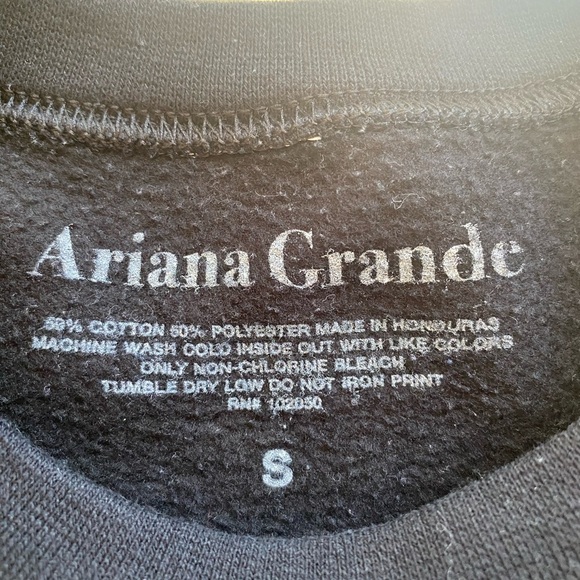 Ariana Grande
50% COTTON 50% POLYESTER MADE IN HONDURAS
MACHINE WASH COLD INSIDE OUT WITH LIKE COLORS
ONLY NON-CHLORINE BLEACH
TUMBLE DRY LOW DO NOT IRON PRINT
RN# 102050
S